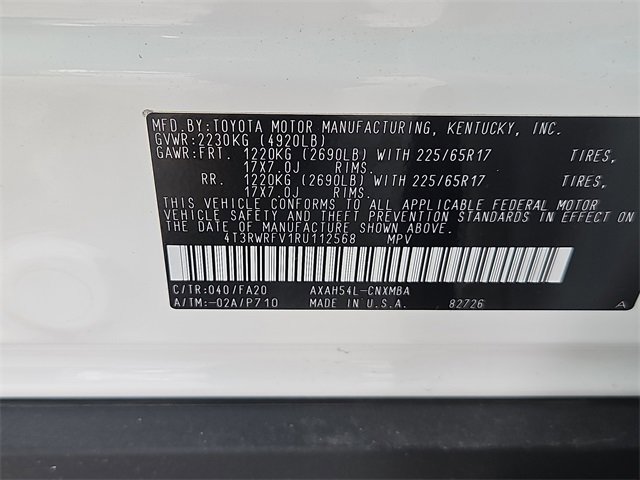 MFD.BY:TOYOTA MOTOR MANUFACTURING, KENTUCKY, INC.
GVWR:2230KG (4920LB)
GAWR:FRT. 1220KG (2690LB) WITH 225/65R17 TIRES,
17X7.0J RIMS.
RR. 1220KG (2690LB) WITH 225/65R17 TIRES,
17X7.0J RIMS.
THIS VEHICLE CONFORMS TO ALL APPLICABLE FEDERAL MOTOR
VEHICLE SAFETY AND THEFT PREVENTION STANDARDS IN EFFECT ON
THE DATE OF MANUFACTURE SHOWN ABOVE.
4T3RWRFV1RU112568 MPV
C/TR:040/FA20 AXAH54L-CNXMBA
A/TM:-02A/P710 MADE IN U.S.A. 82726 A